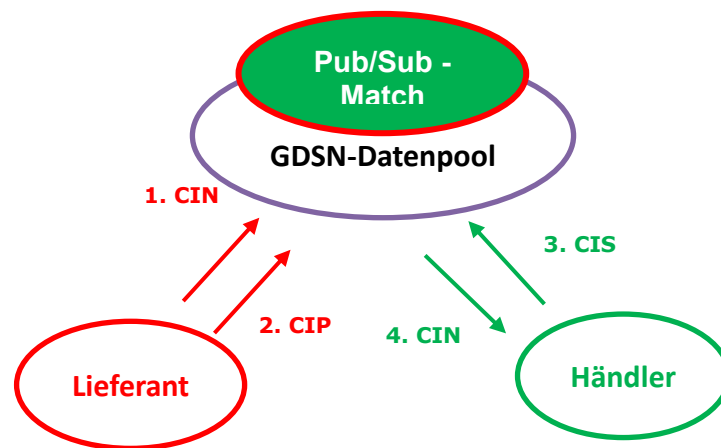 Pub/Sub -
Match
GDSN-Datenpool
1. CIN
3. CIS
2. CIP
4. CIN
Lieferant
Händler